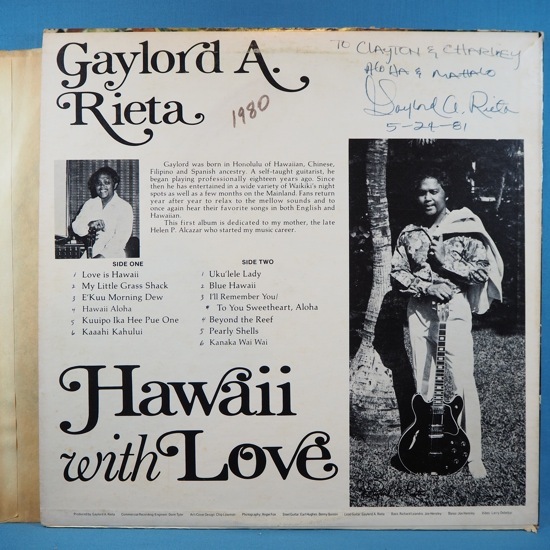 Gaylord A.
Rieta
1980
TO CLAYTON & CHARLEY
ALOHA & MAHALO
Gaylord A. Rieta
5-24-81
Gaylord was born in Honolulu of Hawaiian, Chinese,
Filipino and Spanish ancestry. A self-taught guitarist, he
began playing professionally eighteen years ago. Since
then he has entertained in a wide variety of Waikiki's night
spots as well as a few months on the Mainland. Fans return
year after year to relax to the mellow sounds and to
once again hear their favorite songs in both English and
Hawaiian.
This first album is dedicated to my mother, the late
Helen P. Alcazar who started my music career.
SIDE ONE
1 Love is Hawaii
2 My Little Grass Shack
3 E'Kuu Morning Dew
4 Hawaii Aloha
5 Kuuipo Ika Hee Pue One
6 Kaaahi Kahului
SIDE TWO
1 Uku'lele Lady
2 Blue Hawaii
3 I'll Remember You/
* To You Sweetheart, Aloha
4 Beyond the Reef
5 Pearly Shells
6 Kanaka Wai Wai
Hawaii
with Love